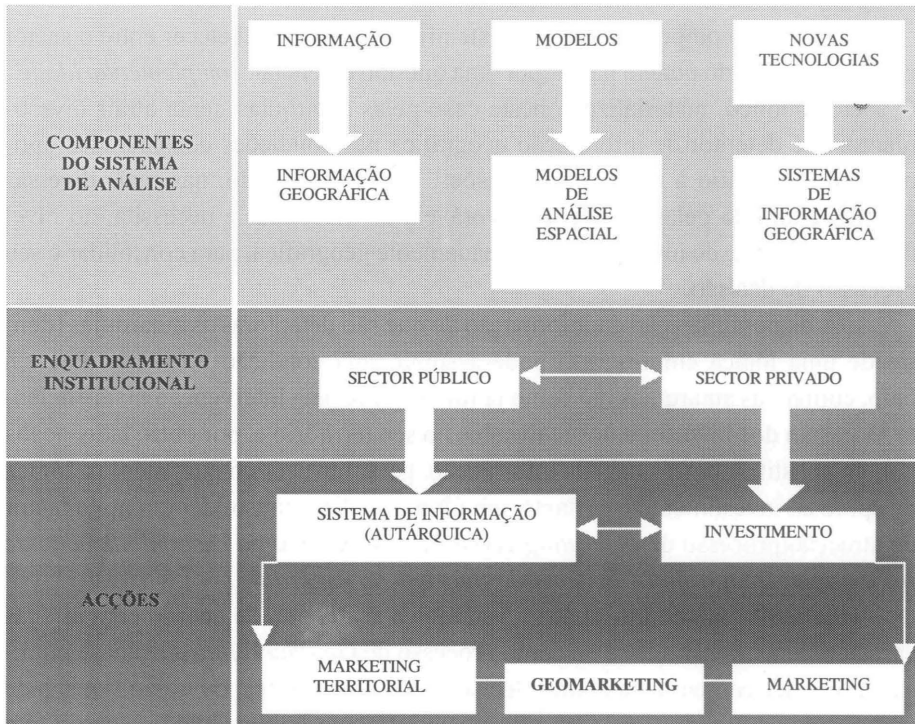 INFORMAÇÃO
MODELOS
NOVAS
TECNOLOGIAS
COMPONENTES
DO SISTEMA
DE ANÁLISE
INFORMAÇÃO
GEOGRÁFICA
MODELOS
DE
ANÁLISE
ESPACIAL
SISTEMAS
DE
INFORMAÇÃO
GEOGRÁFICA
ENQUADRAMENTO
INSTITUCIONAL
SECTOR PÚBLICO
SECTOR PRIVADO
SISTEMA DE INFORMAÇÃO
(AUTÁRQUICA)
INVESTIMENTO
ACÇÕES
MARKETING
TERRITORIAL
GEOMARKETING
MARKETING